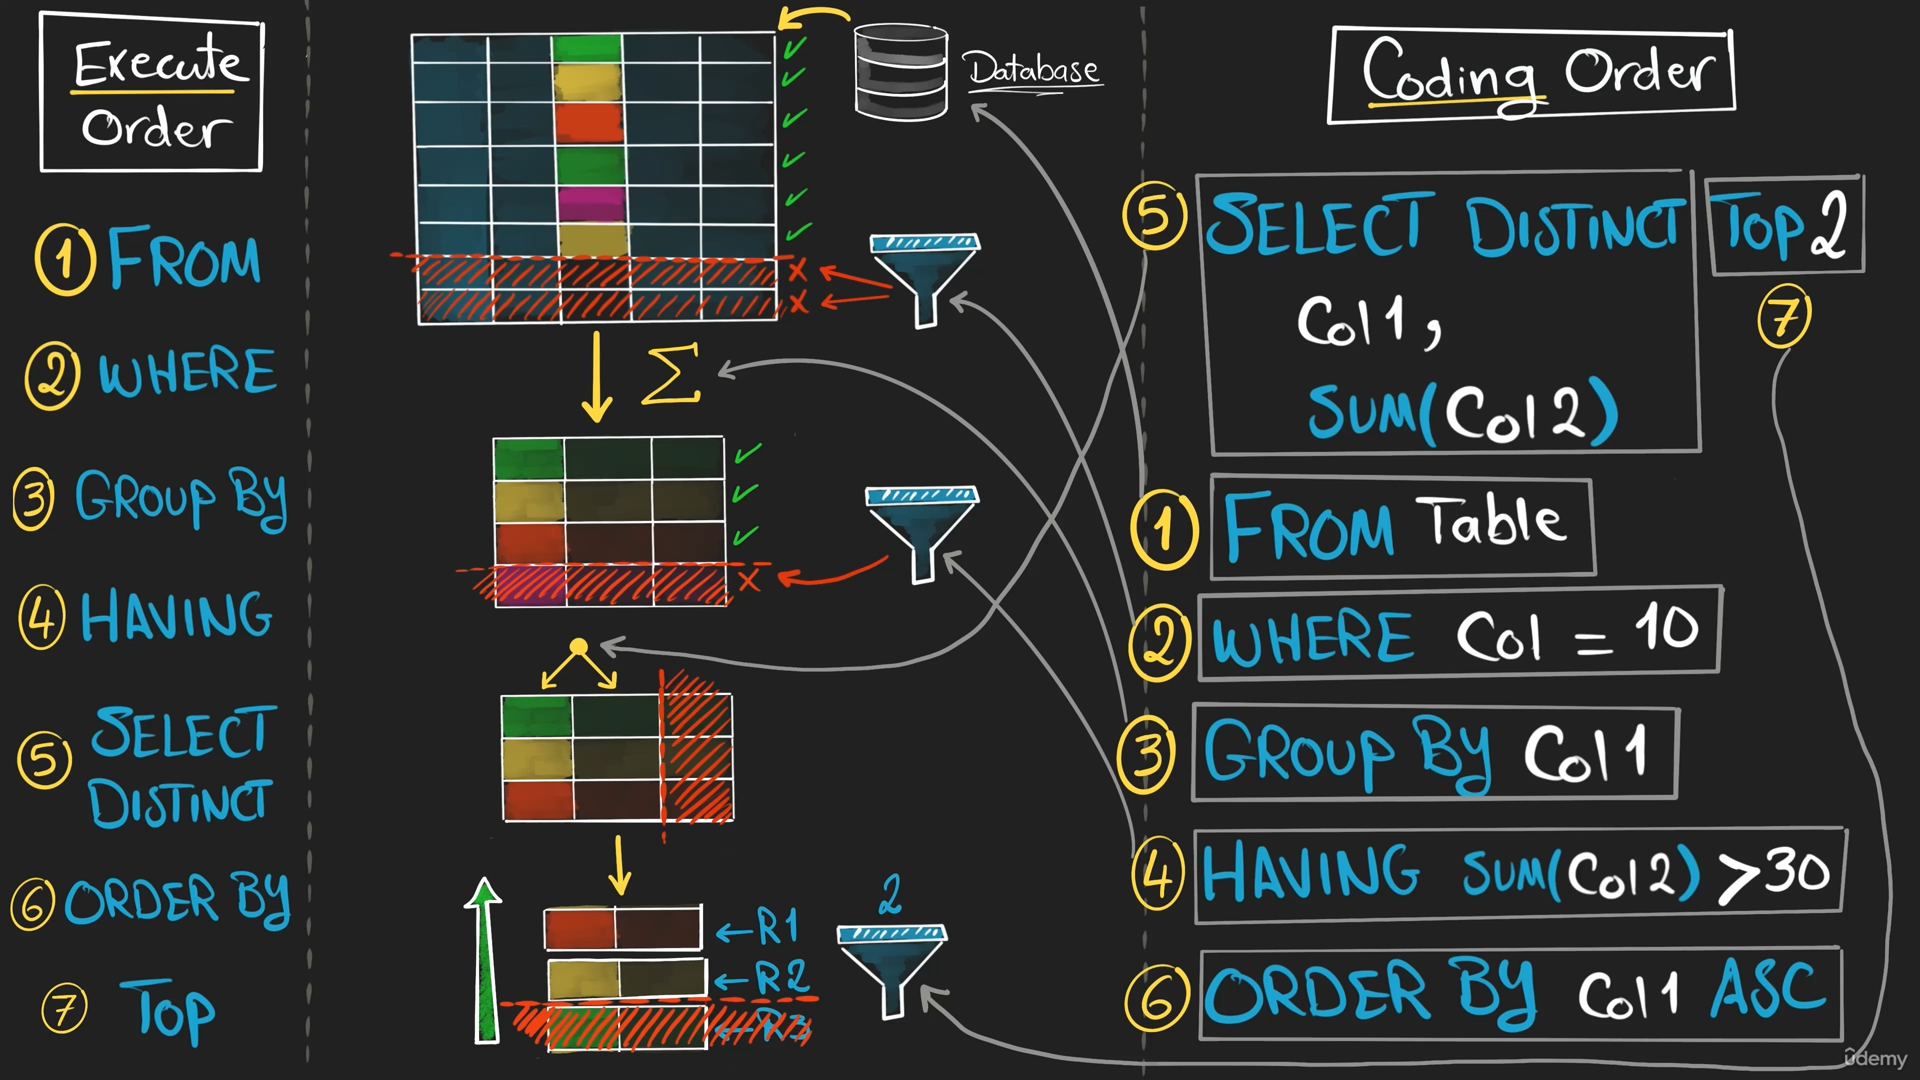 Execute
Order
1 FROM
2 WHERE
3 GROUP BY
4 HAVING
5 SELECT
DISTINCT
6 ORDER BY
7 TOP
Database
Σ
✓
✓
✓
✓
✓
✓
x
x
✓
✓
✓
x
←R1
←R2
←R3
2
Coding Order
5 SELECT DISTINCT TOP 2
7
Col1,
SUM(Col2)
1 FROM Table
2 WHERE Col = 10
3 GROUP BY Col1
4 HAVING SUM(Col2) >30
6 ORDER BY Col1 ASC
ûdemy